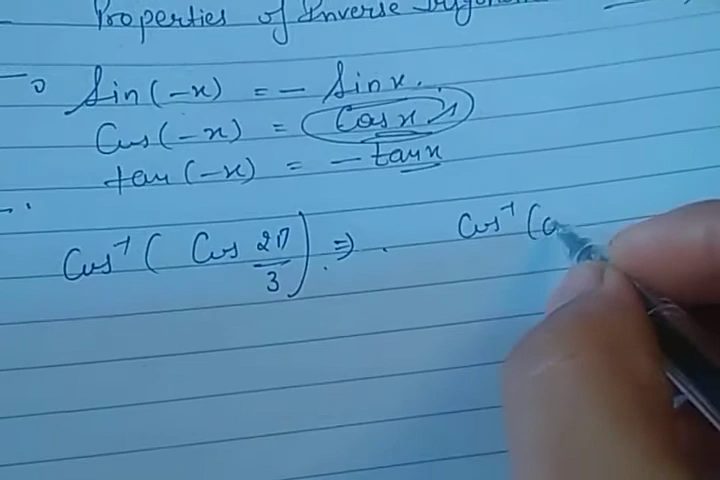 Properties of Inverse
Sin(-x) = - Sinx.
Cos(-x) = Cosx
tan(-x) = - tanx
Cos⁻¹( Cos 2π/3 ) ⇒ Cos⁻¹ (